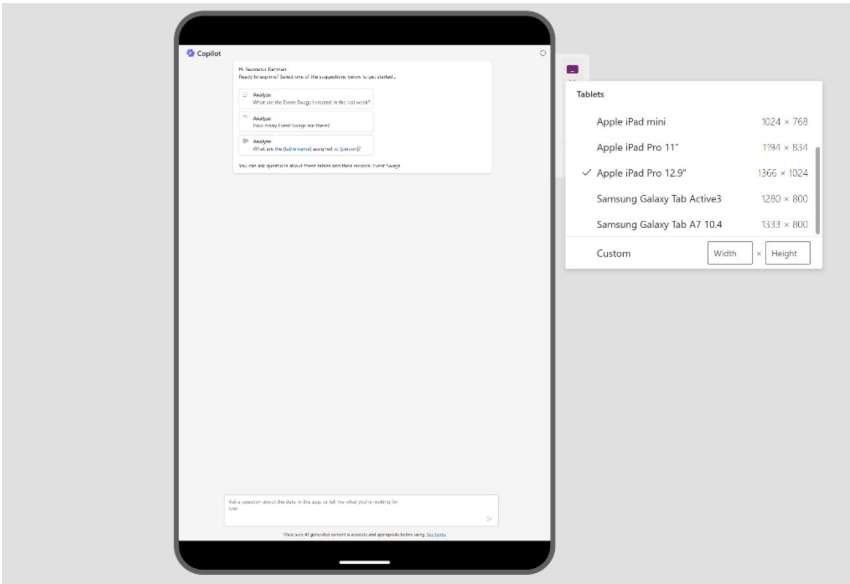 Copilot
Hi Rezwanur Rahman
Ready to explore? Select one of the suggestions below to get started...
Analyze
What are the Event Swags I created in the last week?
Analyze
How many Event Swags are there?
Analyze
What are the [table name] assigned to [person]?
You can ask questions about these tables and their records: Event Swags
Tablets
Apple iPad mini 1024 × 768
Apple iPad Pro 11" 1194 × 834
Apple iPad Pro 12.9" 1366 × 1024
Samsung Galaxy Tab Active3 1280 × 800
Samsung Galaxy Tab A7 10.4 1333 × 800
Custom Width × Height
Ask a question about the data in this app or tell me what you're looking for
Make sure AI-generated content is accurate and appropriate before using. See terms